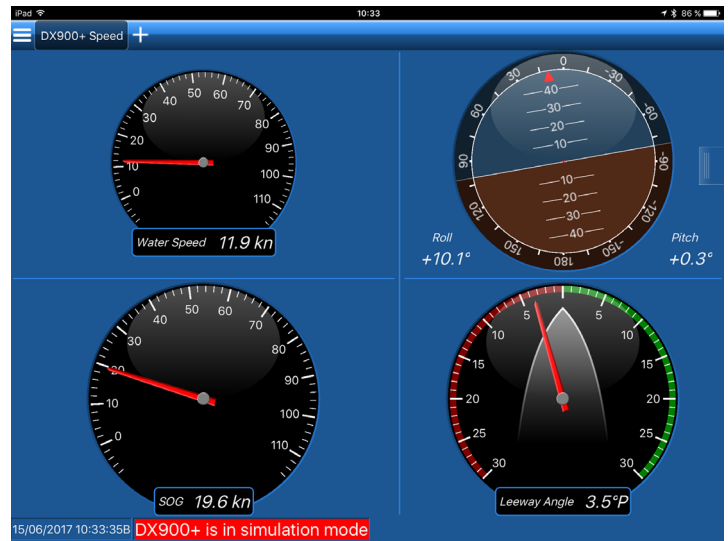 iPad 10:33 86 %
DX900+ Speed +
0 10 20 30 40 50 60 70 80 90 100 110
Water Speed 11.9 kn
0 30 60 90 120 150 180 -150 -120 -90 -60 -30
40
30
20
10
10
20
30
40
Roll
+10.1°
Pitch
+0.3°
0 10 20 30 40 50 60 70 80 90 100 110
SOG 19.6 kn
30 25 20 15 10 5 5 10 15 20 25 30
Leeway Angle 3.5°P
15/06/2017 10:33:35B DX900+ is in simulation mode